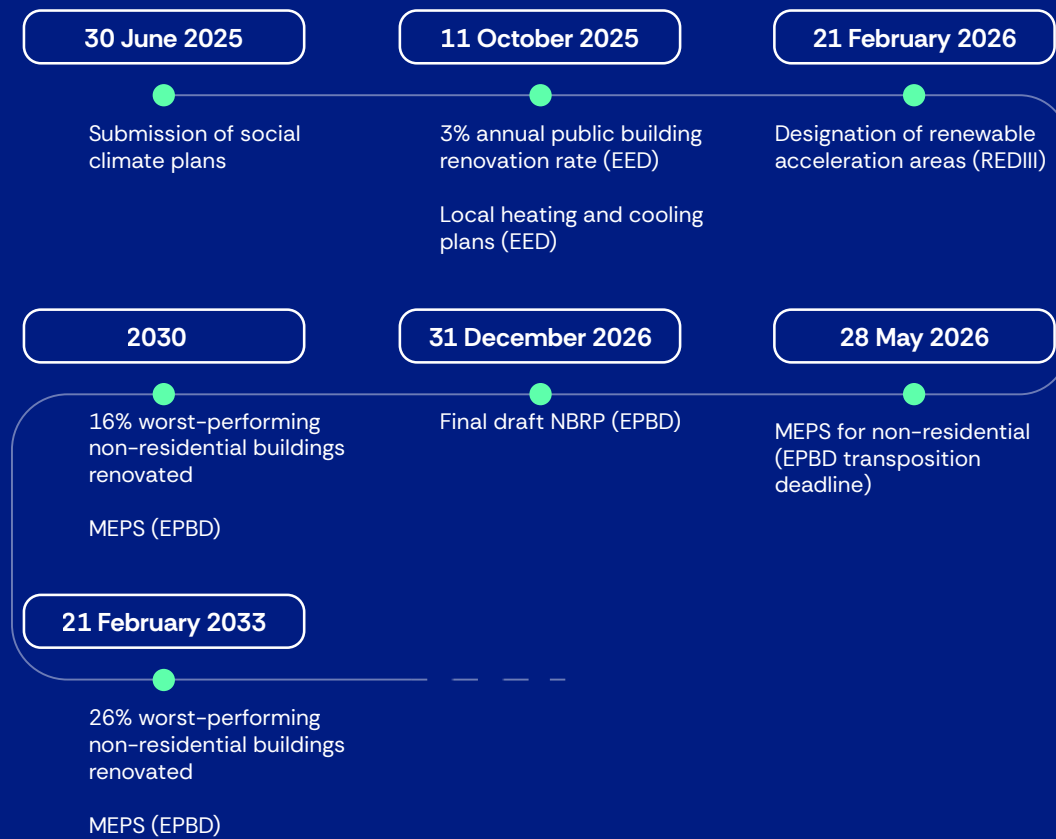 30 June 2025
Submission of social
climate plans
11 October 2025
3% annual public building
renovation rate (EED)
Local heating and cooling
plans (EED)
21 February 2026
Designation of renewable
acceleration areas (REDIII)
28 May 2026
MEPS for non-residential
(EPBD transposition
deadline)
31 December 2026
Final draft NBRP (EPBD)
2030
16% worst-performing
non-residential buildings
renovated
MEPS (EPBD)
21 February 2033
26% worst-performing
non-residential buildings
renovated
MEPS (EPBD)